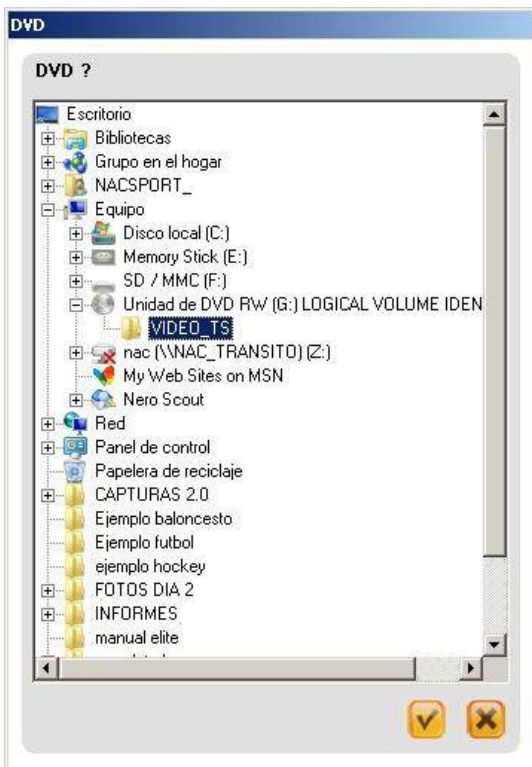 DVD
DVD ?
Escritorio
Bibliotecas
Grupo en el hogar
NACSPORT_
Equipo
Disco local (C:)
Memory Stick (E:)
SD / MMC (F:)
Unidad de DVD RW (G:) LOGICAL VOLUME IDEN
VIDEO_TS
nac (\\NAC_TRANSITO) (Z:)
My Web Sites on MSN
Nero Scout
Red
Panel de control
Papelera de reciclaje
CAPTURAS 2.0
Ejemplo baloncesto
Ejemplo futbol
ejemplo hockey
FOTOS DIA 2
INFORMES
manual elite